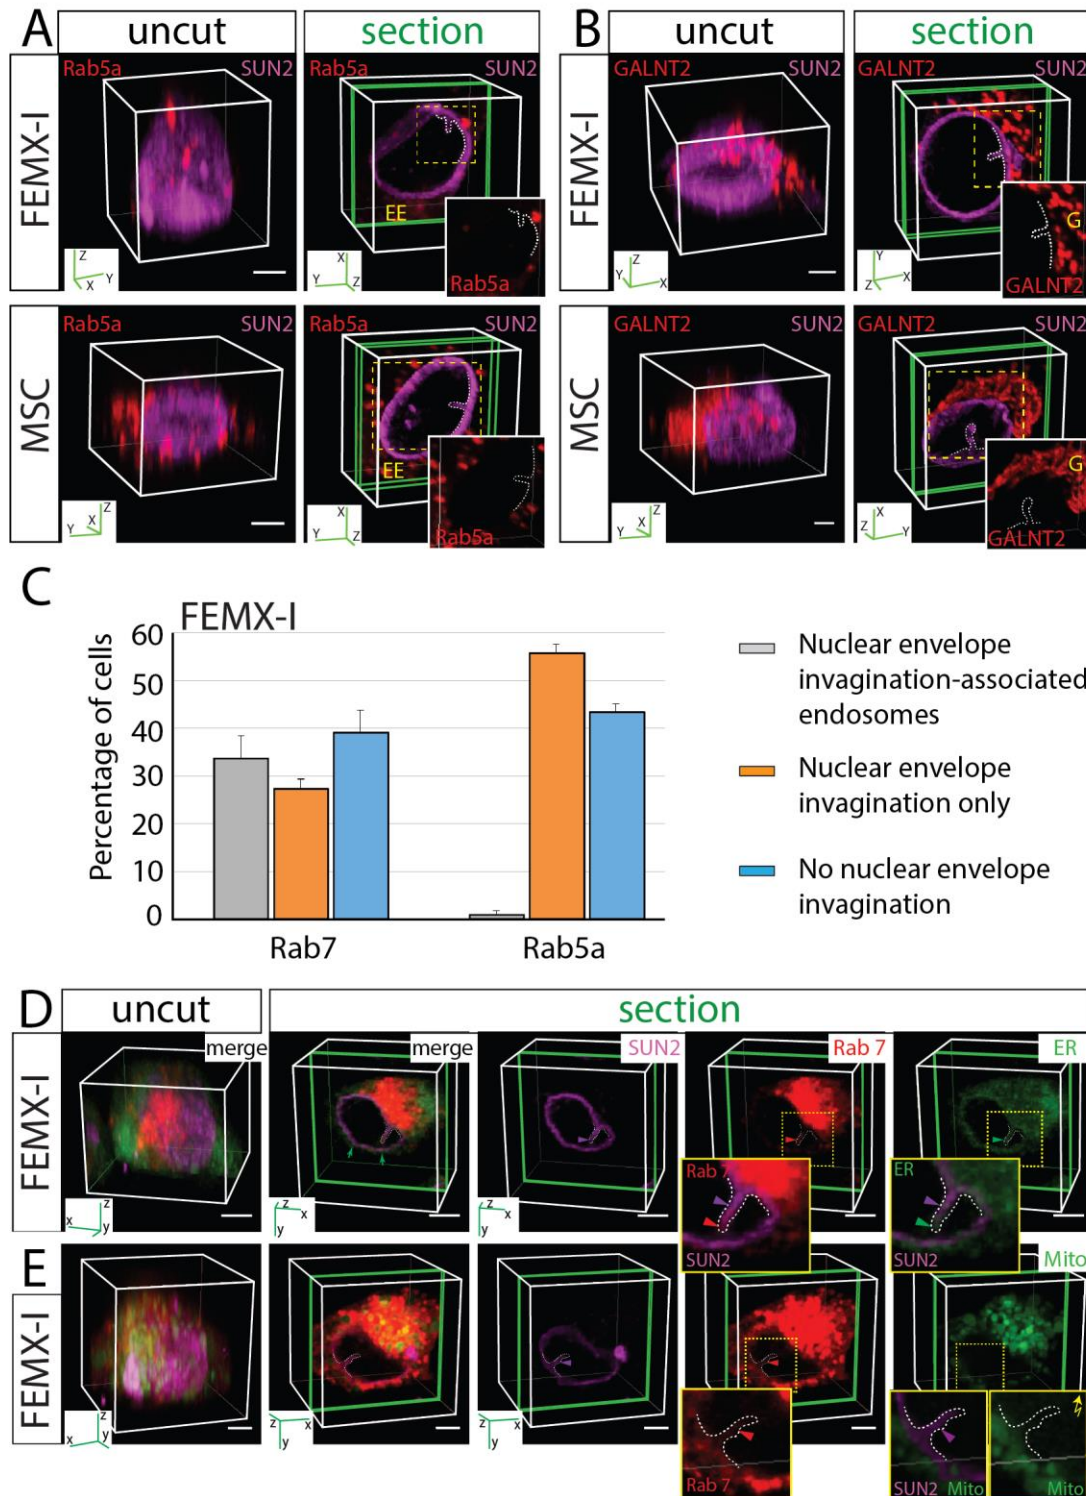 A
uncut
section
B
uncut
section
FEMX-I
Rab5a
SUN2
Rab5a
SUN2
EE
Rab5a
Z
Y
X
X
Y
Z
GALNT2
SUN2
GALNT2
SUN2
G
GALNT2
Z
Y
X
X
Y
Z
MSC
Rab5a
SUN2
Rab5a
SUN2
EE
Rab5a
X
Z
Y
X
Y
Z
GALNT2
SUN2
GALNT2
SUN2
G
GALNT2
X
Z
Y
X
Y
Z
C
FEMX-I
Percentage of cells
60
50
40
30
20
10
0
Rab7
Rab5a
Nuclear envelope
invagination-associated
endosomes
Nuclear envelope
invagination only
No nuclear envelope
invagination
D
uncut
section
FEMX-I
merge
merge
SUN2
Rab 7
ER
x
z
y
z
x
y
z
x
y
Rab 7
SUN2
ER
SUN2
E
FEMX-I
Mito
z
x
y
z
x
y
z
x
y
Rab 7
SUN2
Mito
Mito